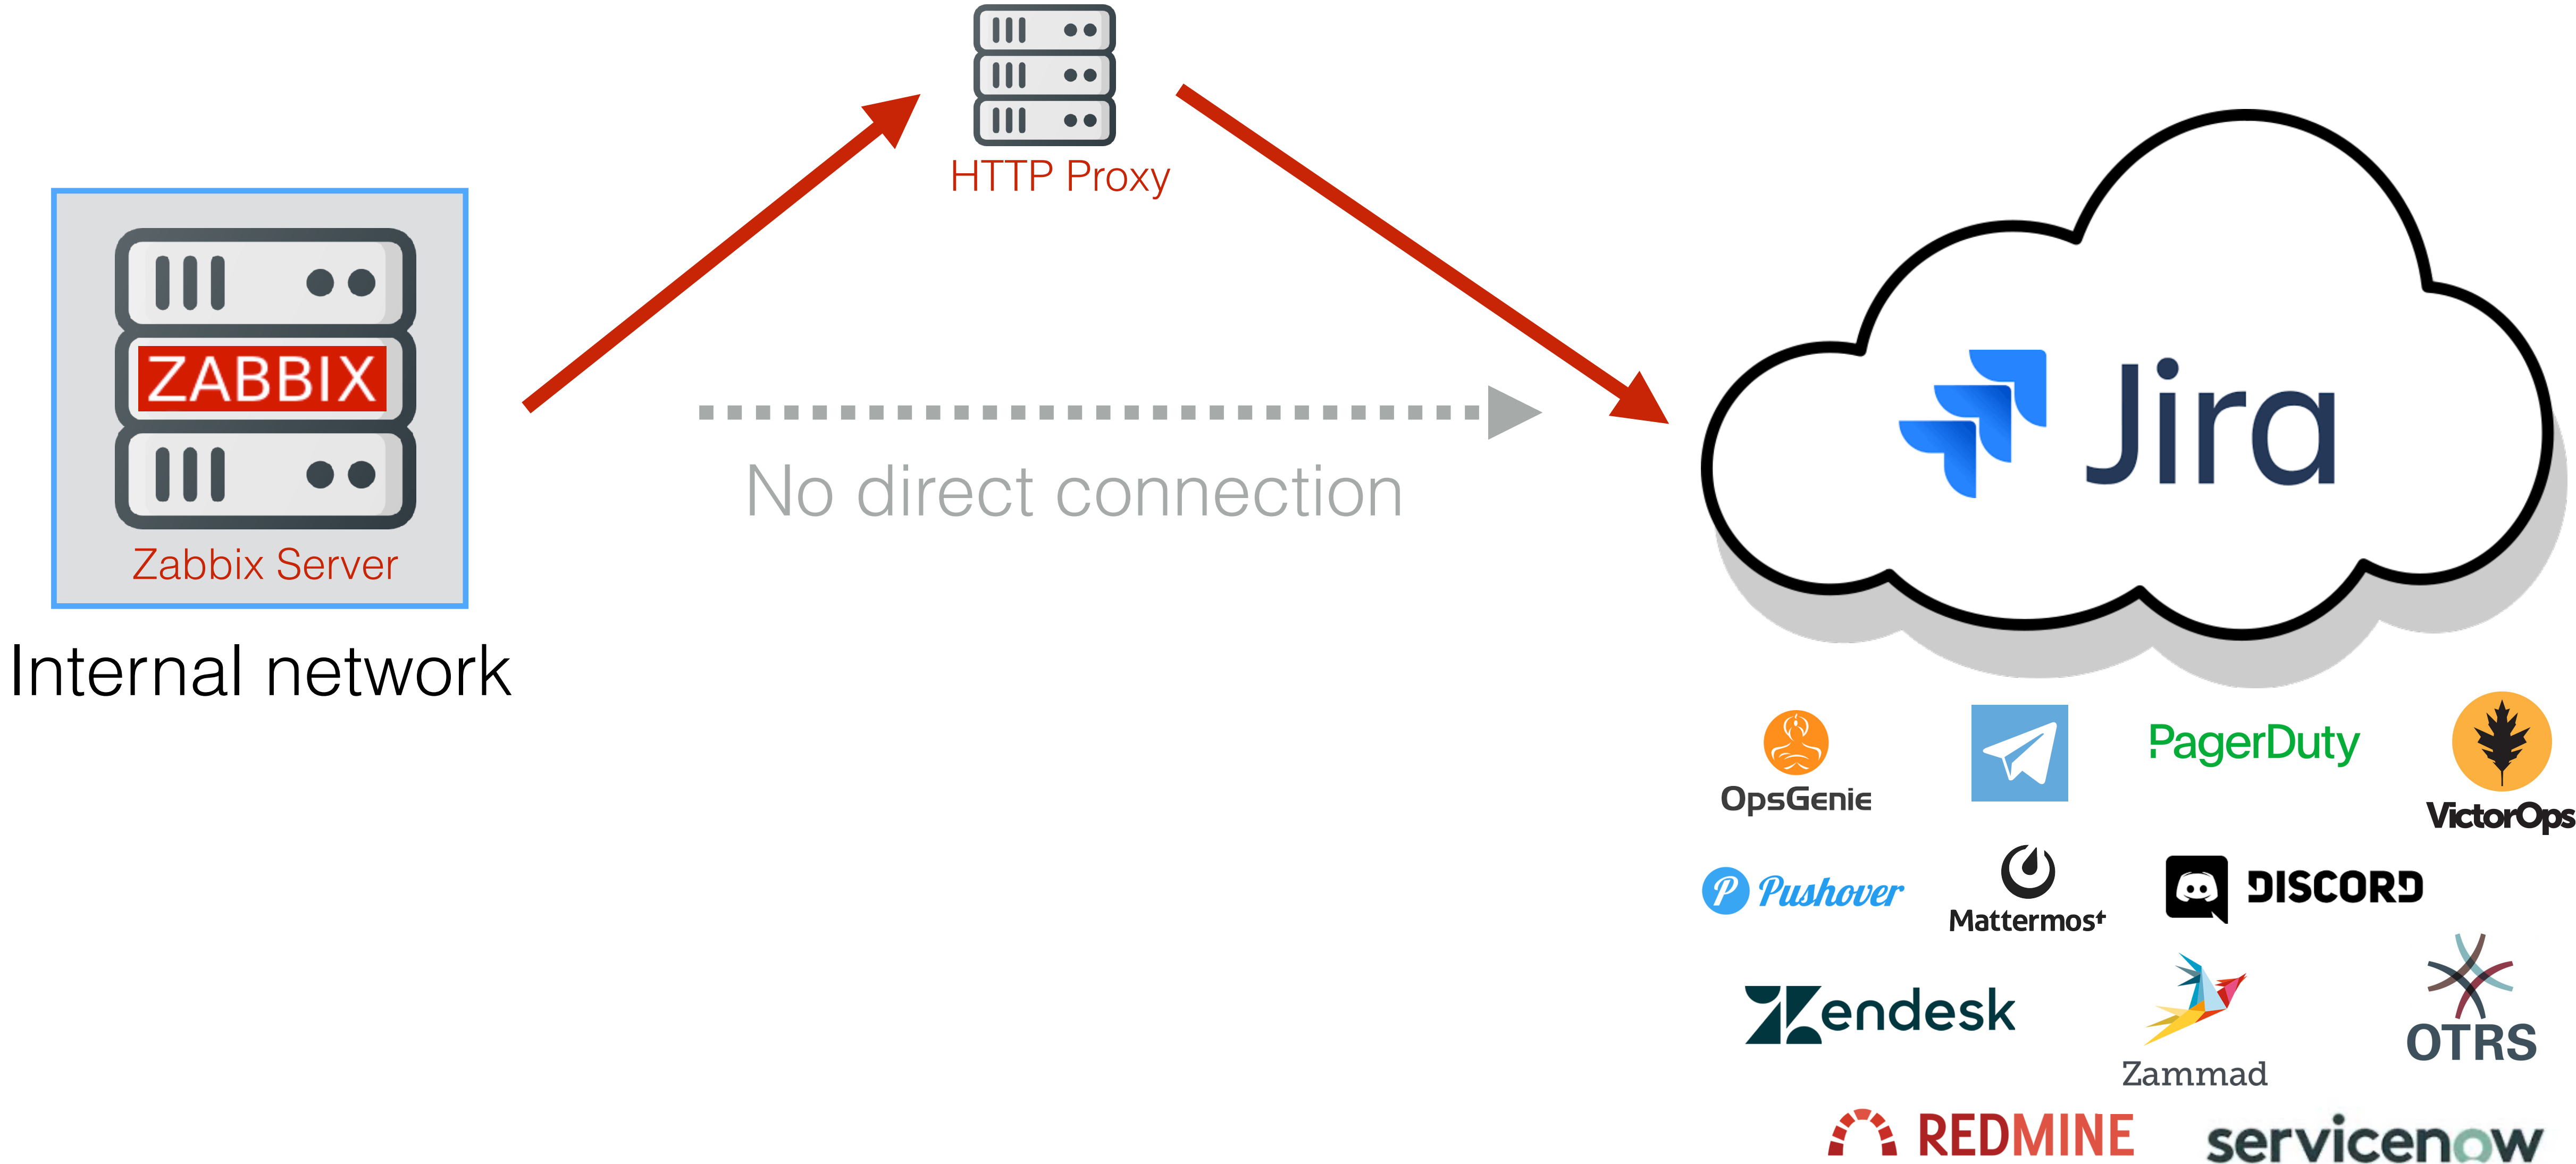 HTTP Proxy
ZABBIX
Zabbix Server
Internal network
No direct connection
Jira
OpsGenie
PagerDuty
VictorOps
P Pushover
Mattermost
DISCORD
Zendesk
Zammad
OTRS
REDMINE
servicenow